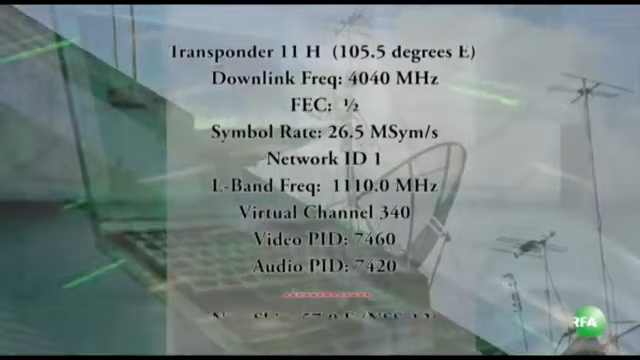 Transponder 11 H (105.5 degrees E)
Downlink Freq: 4040 MHz
FEC: ½
Symbol Rate: 26.5 MSym/s
Network ID 1
L-Band Freq: 1110.0 MHz
Virtual Channel 340
Video PID: 7460
Audio PID: 7420
RFA